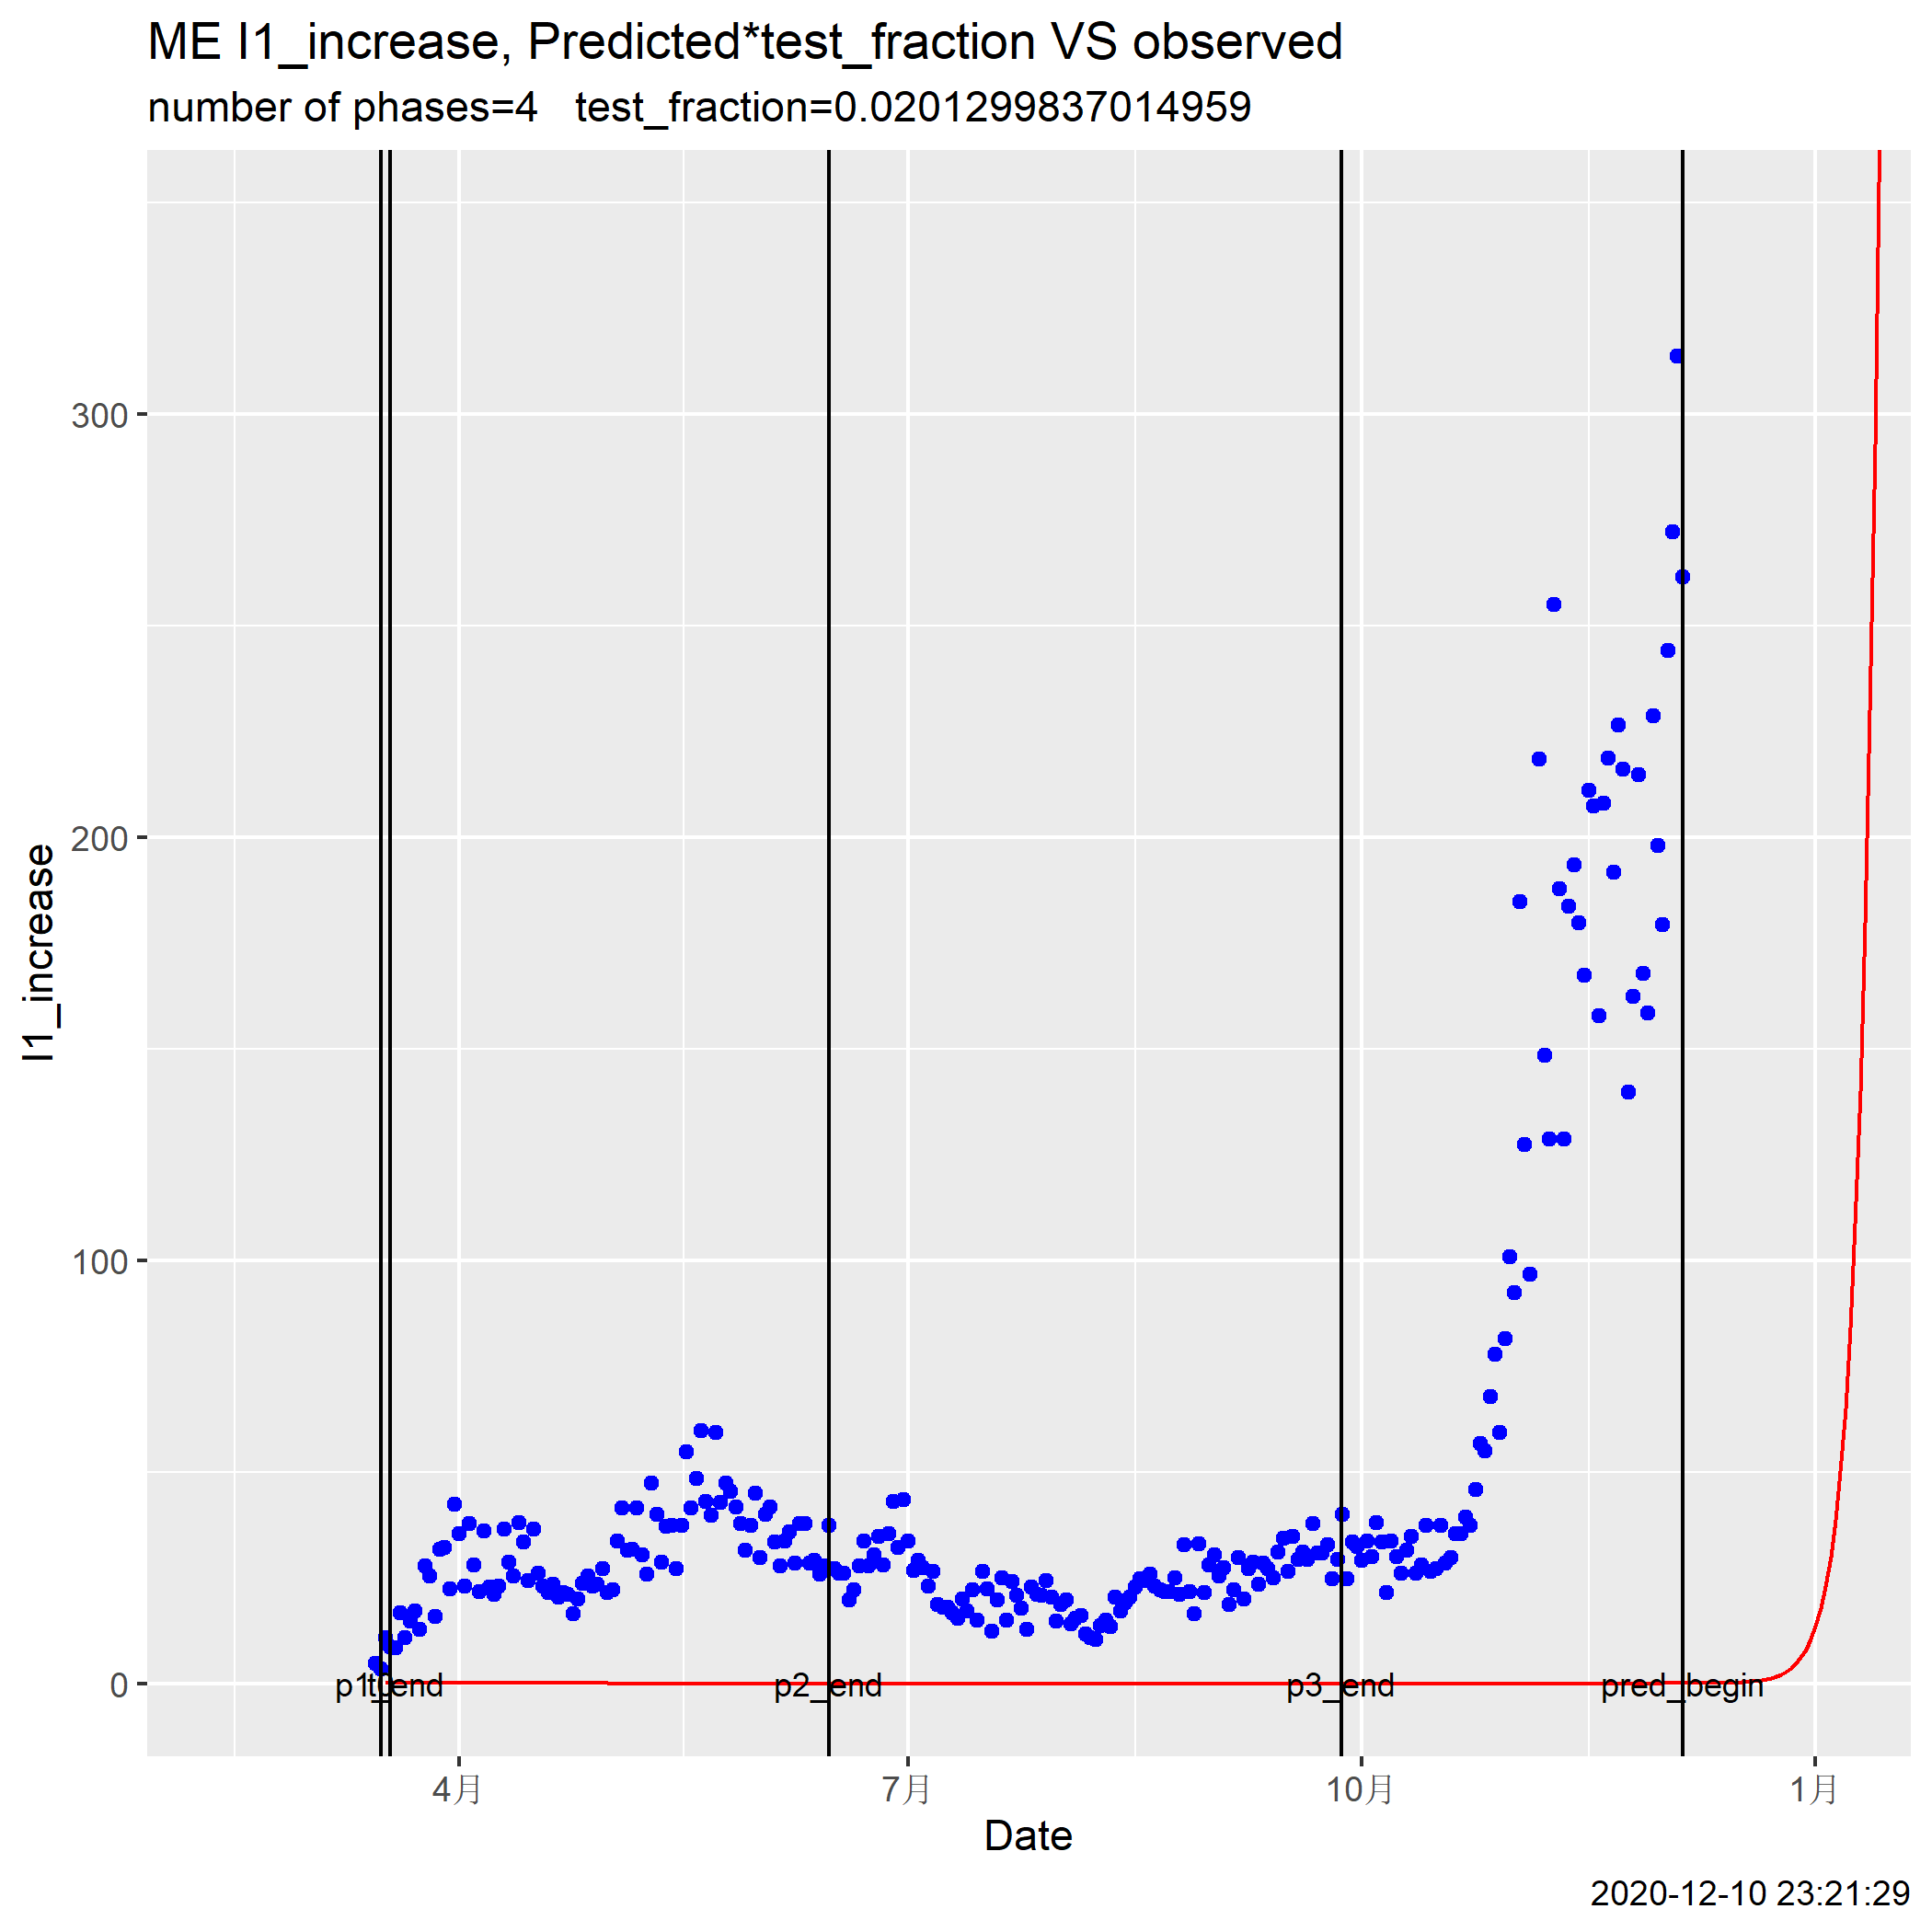 ME I1_increase, Predicted*test_fraction VS observed
number of phases=4   test_fraction=0.0201299837014959
I1_increase
300
200
100
0
p1_end
p2_end
p3_end
pred_begin
4月
7月
10月
1月
Date
2020-12-10 23:21:29